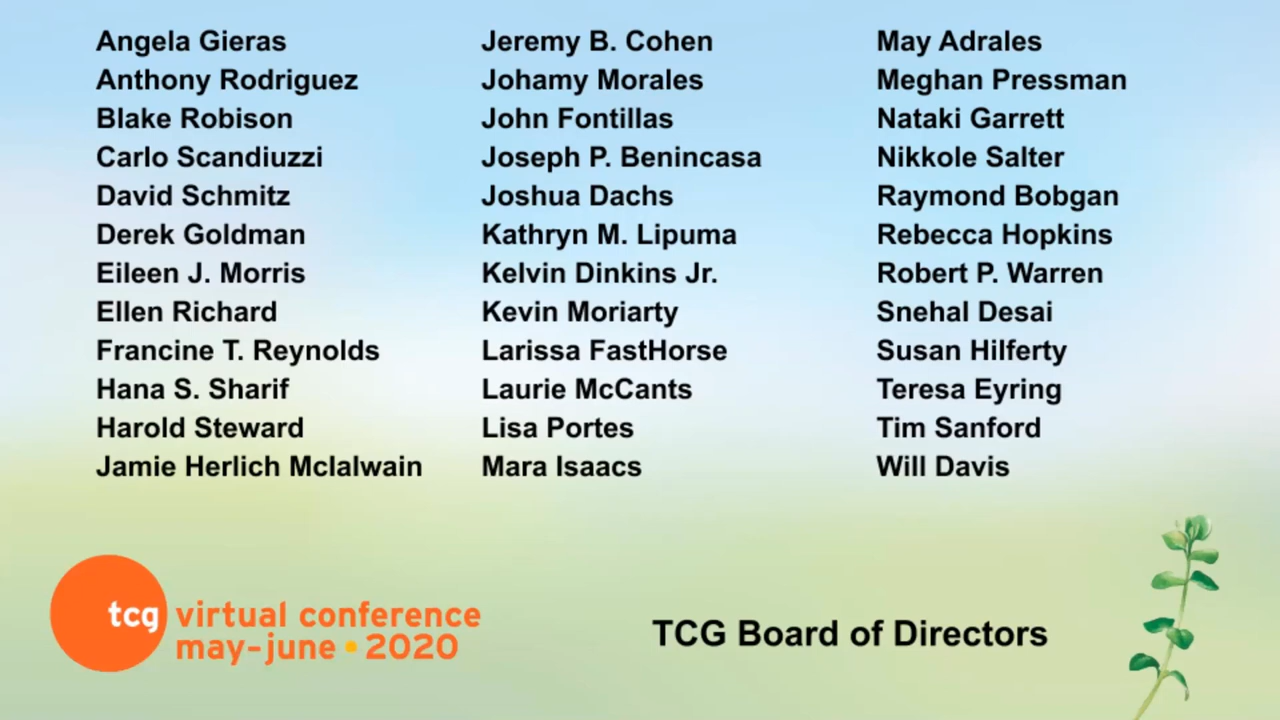 Angela Gieras
Anthony Rodriguez
Blake Robison
Carlo Scandiuzzi
David Schmitz
Derek Goldman
Eileen J. Morris
Ellen Richard
Francine T. Reynolds
Hana S. Sharif
Harold Steward
Jamie Herlich Mclalwain
Jeremy B. Cohen
Johamy Morales
John Fontillas
Joseph P. Benincasa
Joshua Dachs
Kathryn M. Lipuma
Kelvin Dinkins Jr.
Kevin Moriarty
Larissa FastHorse
Laurie McCants
Lisa Portes
Mara Isaacs
May Adrales
Meghan Pressman
Nataki Garrett
Nikkole Salter
Raymond Bobgan
Rebecca Hopkins
Robert P. Warren
Snehal Desai
Susan Hilferty
Teresa Eyring
Tim Sanford
Will Davis
tcg virtual conference
may-june • 2020
TCG Board of Directors